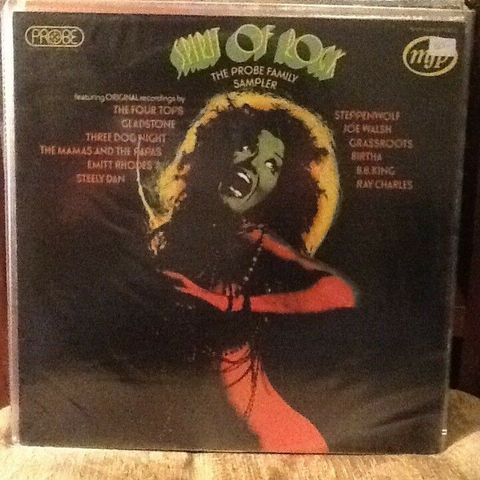 PROBE
SPIRIT OF ROCK
mfp
THE PROBE FAMILY
SAMPLER
featuring ORIGINAL recordings by
THE FOUR TOPS
GLADSTONE
THREE DOG NIGHT
THE MAMAS AND THE PAPAS
EMITT RHODES
STEELY DAN
STEPPENWOLF
JOE WALSH
GRASSROOTS
BIRTHA
B.B. KING
RAY CHARLES